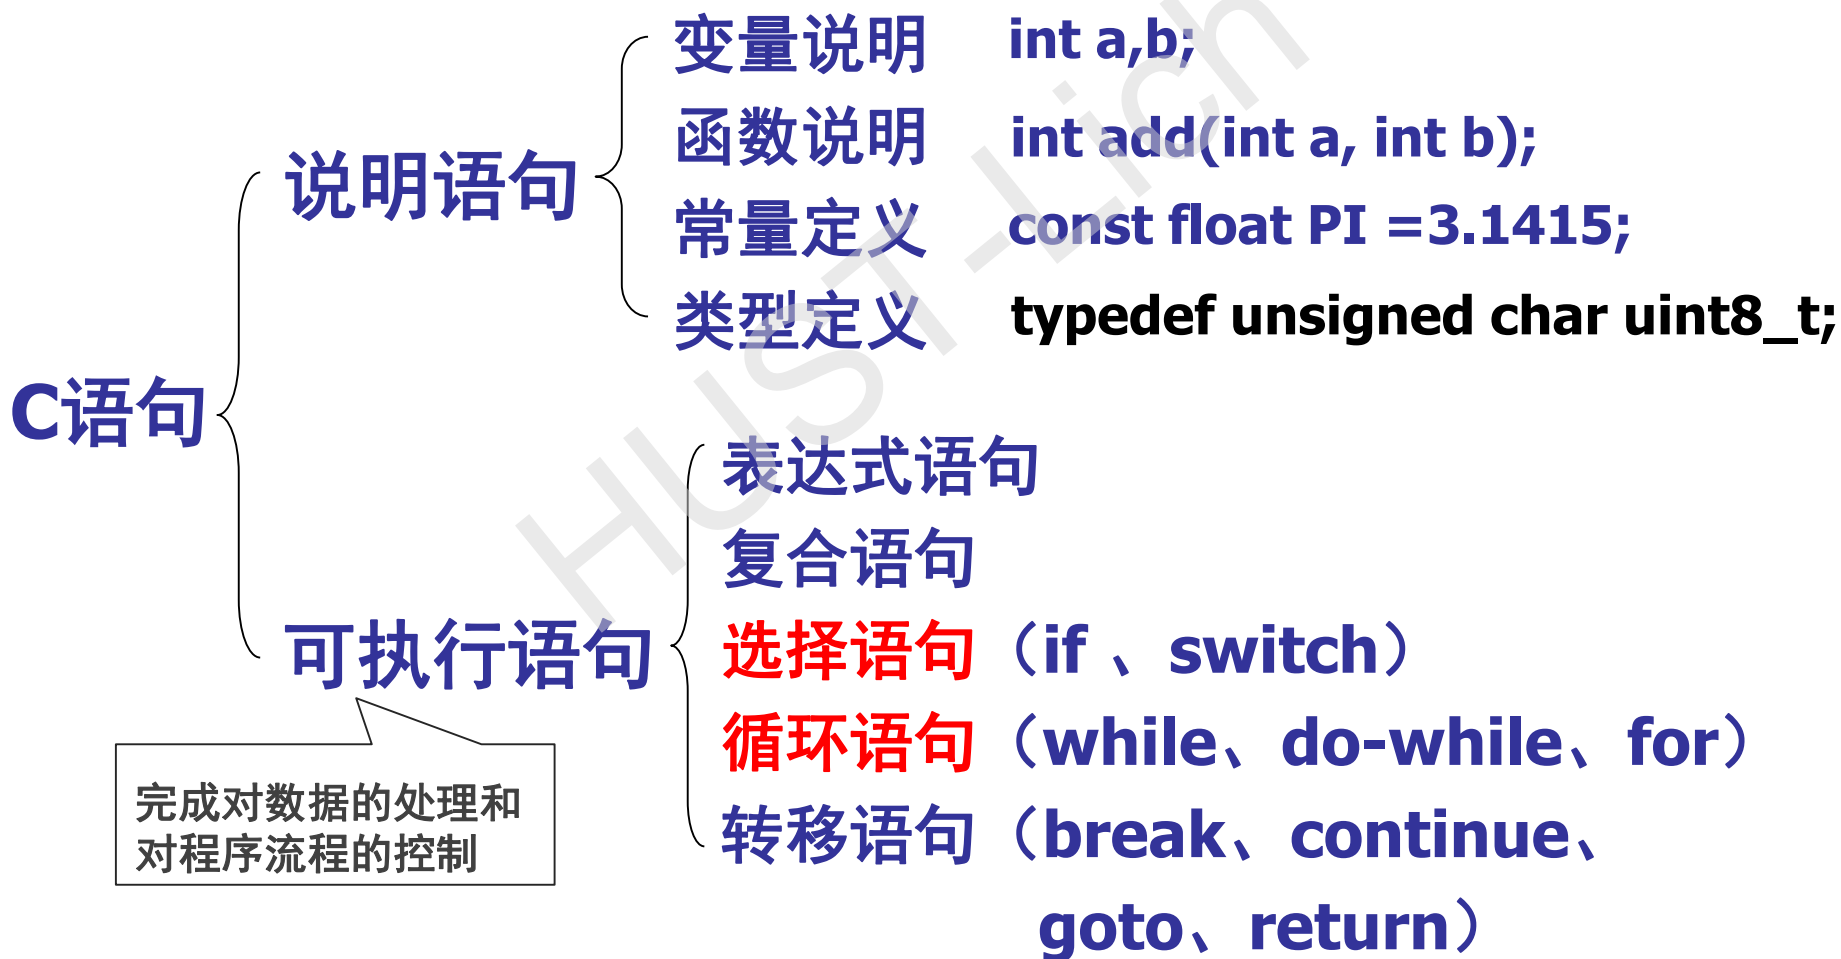 变量说明 int a,b;
函数说明 int add(int a, int b);
说明语句
常量定义 const float PI =3.1415;
类型定义 typedef unsigned char uint8_t;
C语句
表达式语句
复合语句
可执行语句
选择语句（if 、switch）
循环语句（while、do-while、for）
完成对数据的处理和
对程序流程的控制
转移语句（break、continue、
goto、return）
HUST-Lich